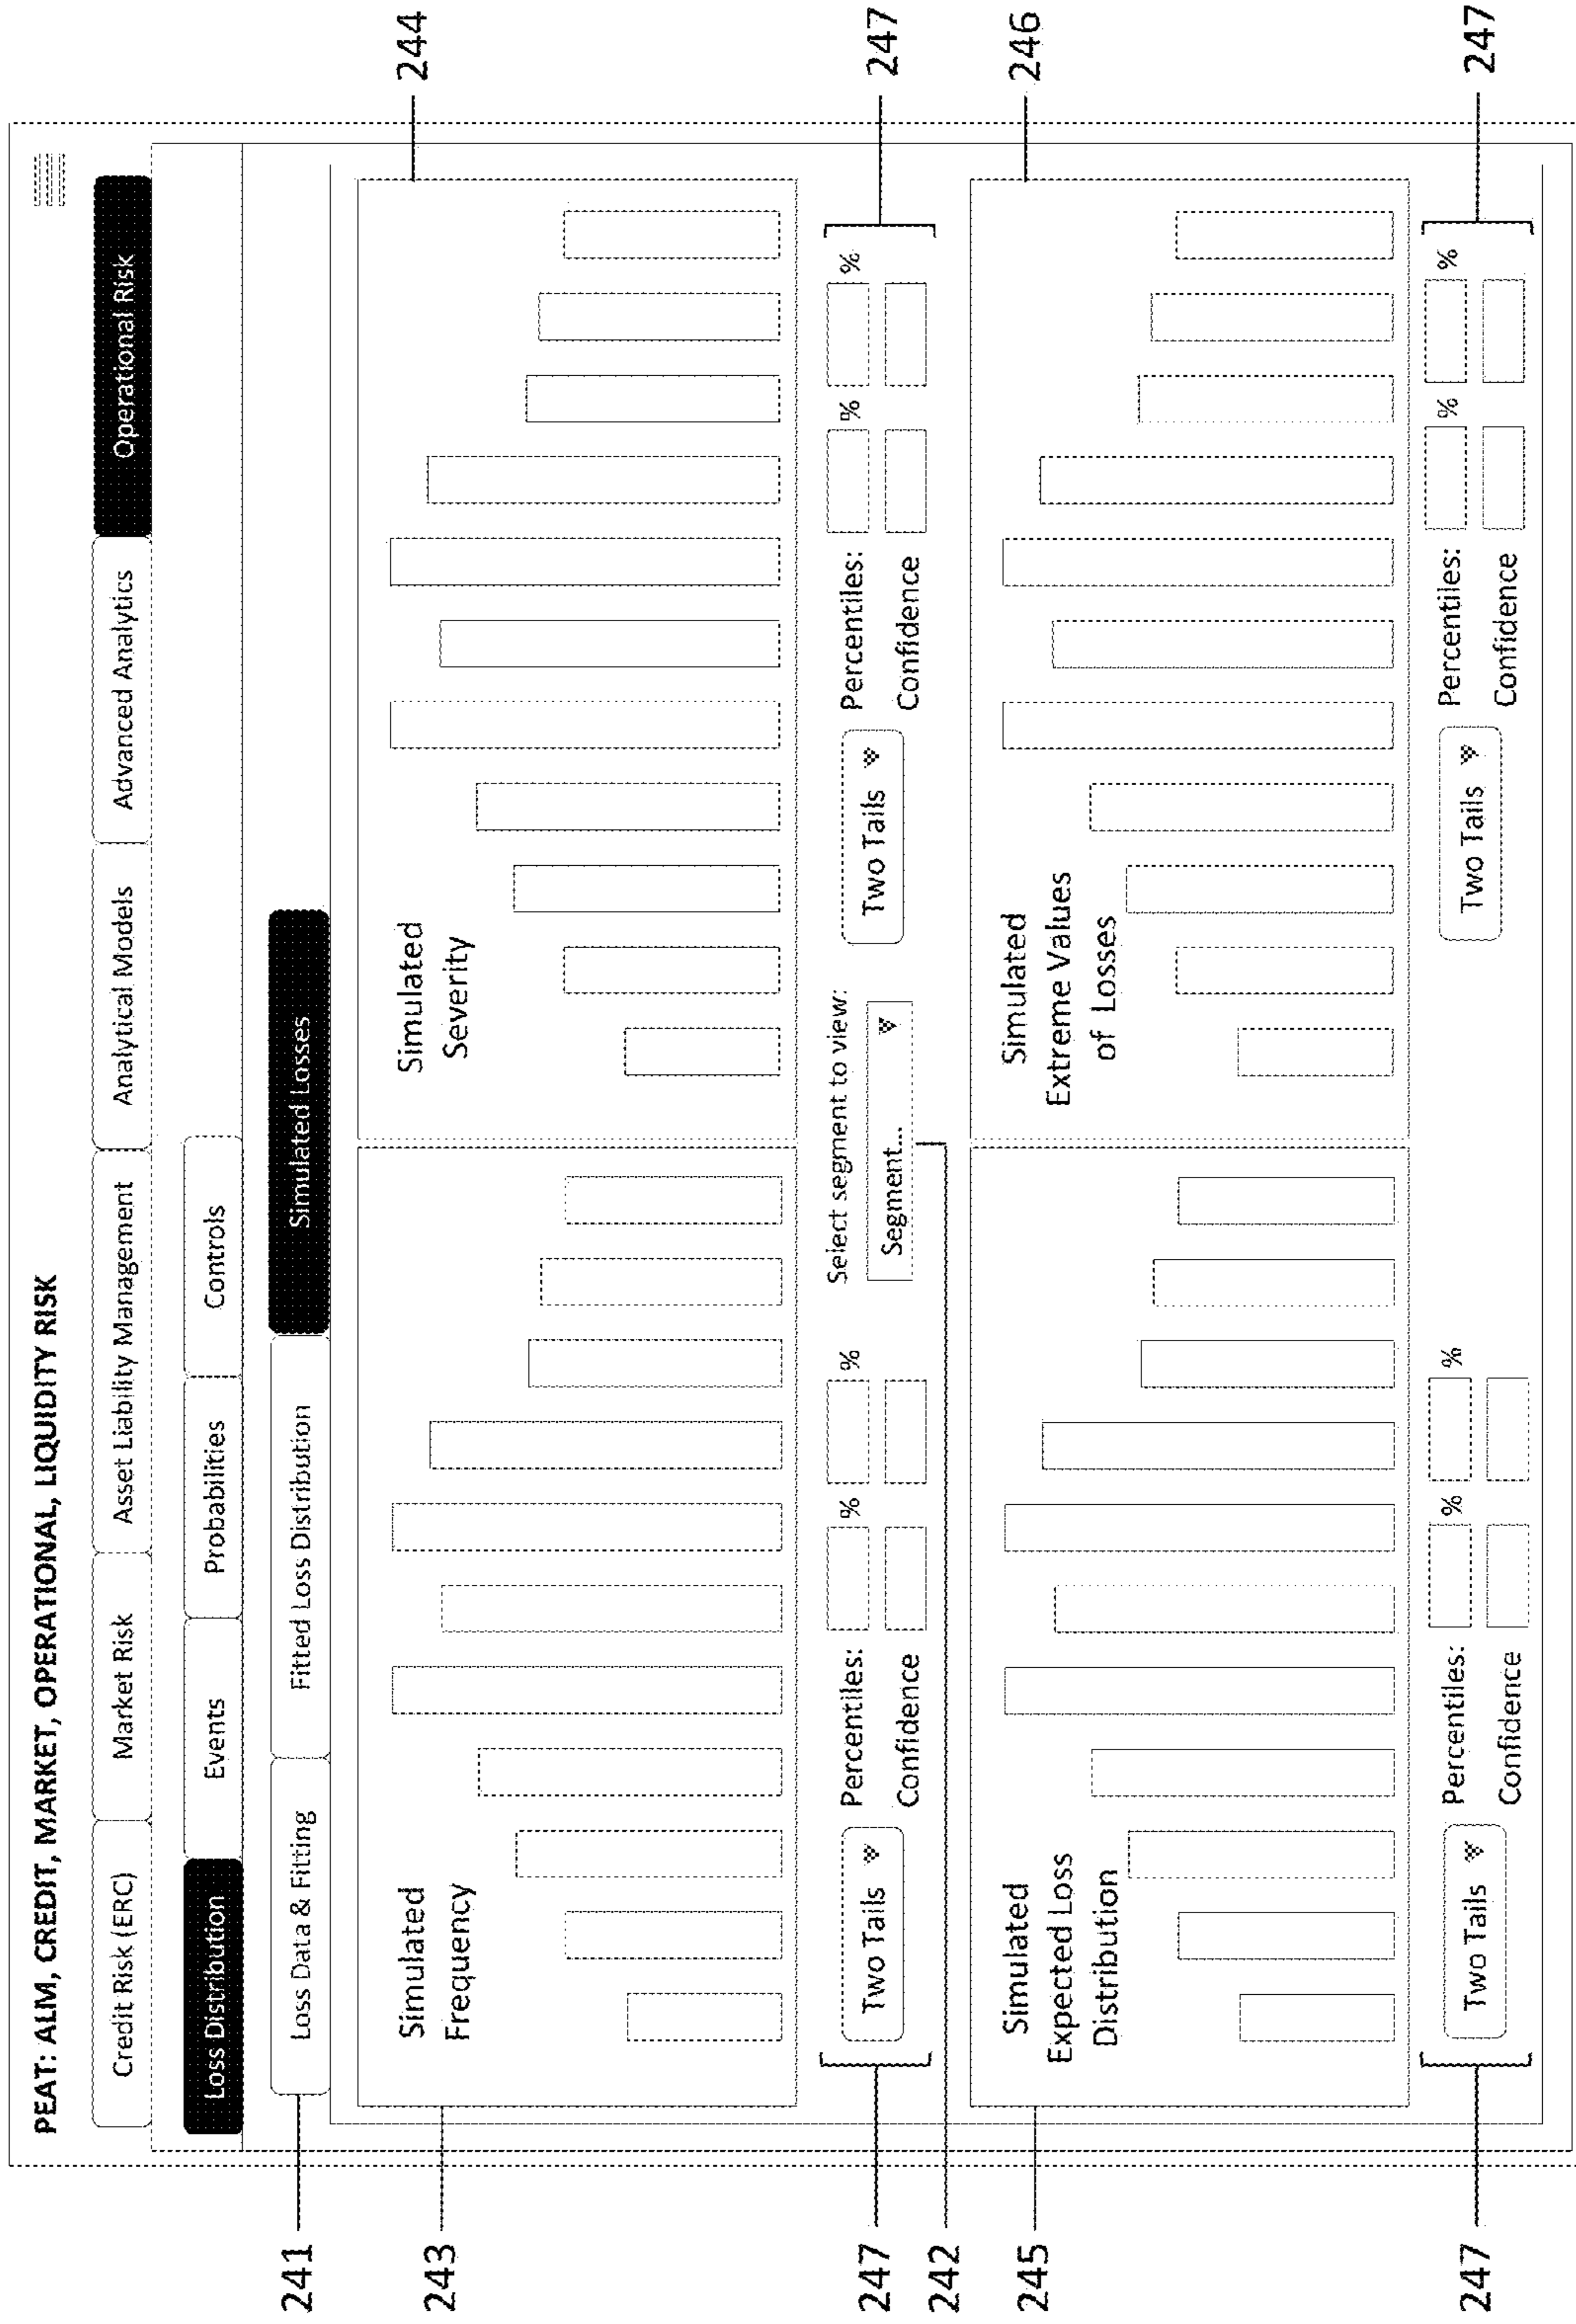 PEAT: ALM, CREDIT, MARKET, OPERATIONAL, LIQUIDITY RISK
Credit Risk (ERC) Market Risk Asset Liability Management Analytical Models Advanced Analytics Operational Risk
Loss Distribution Events Probabilities Controls
241 Loss Data & Fitting Fitted Loss Distribution Simulated Losses
243 Simulated
Frequency
Simulated
Severity 244
247 Two Tails Percentiles: % %
Confidence
Select segment to view:
Segment...
242
Two Tails Percentiles: % %
Confidence 247
245 Simulated
Expected Loss
Distribution
Simulated
Extreme Values
of Losses 246
247 Two Tails Percentiles: % %
Confidence
Two Tails Percentiles: % %
Confidence 247